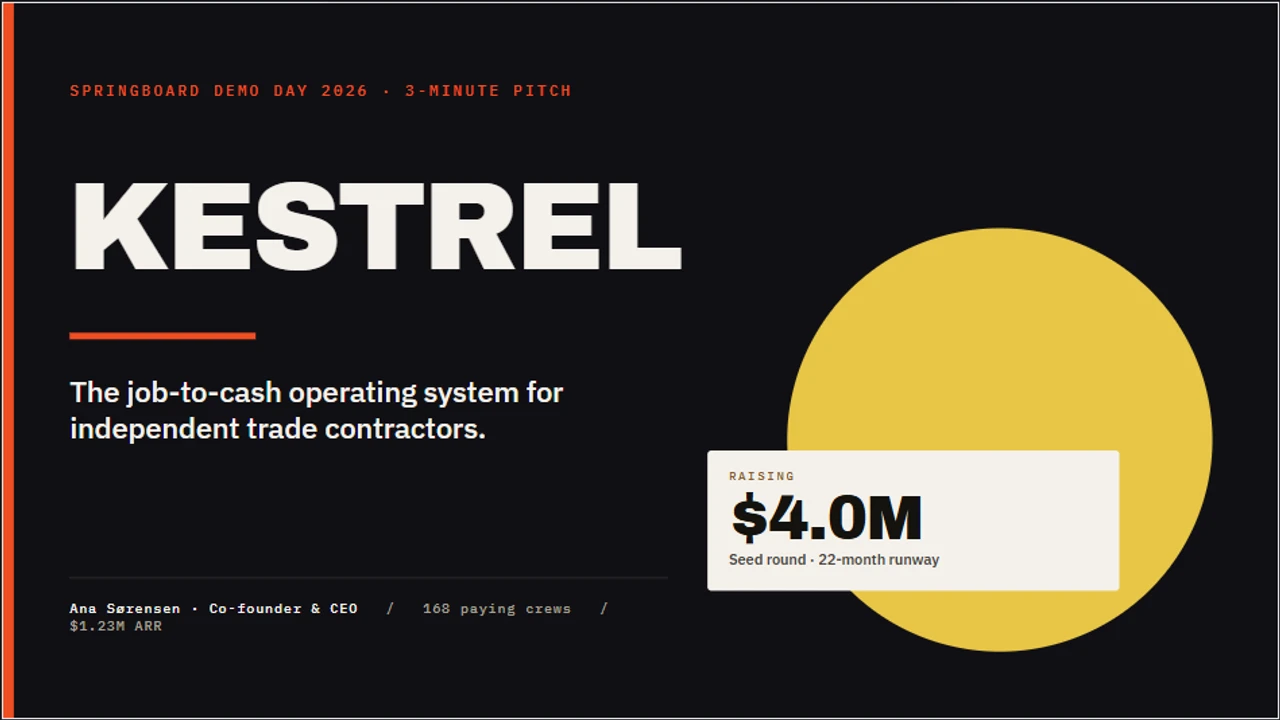 SPRINGBOARD DEMO DAY 2026 · 3-MINUTE PITCH
KESTREL
The job-to-cash operating system for
independent trade contractors.
RAISING
$4.0M
Seed round · 22-month runway
Ana Sørensen · Co-founder & CEO / 168 paying crews /
$1.23M ARR